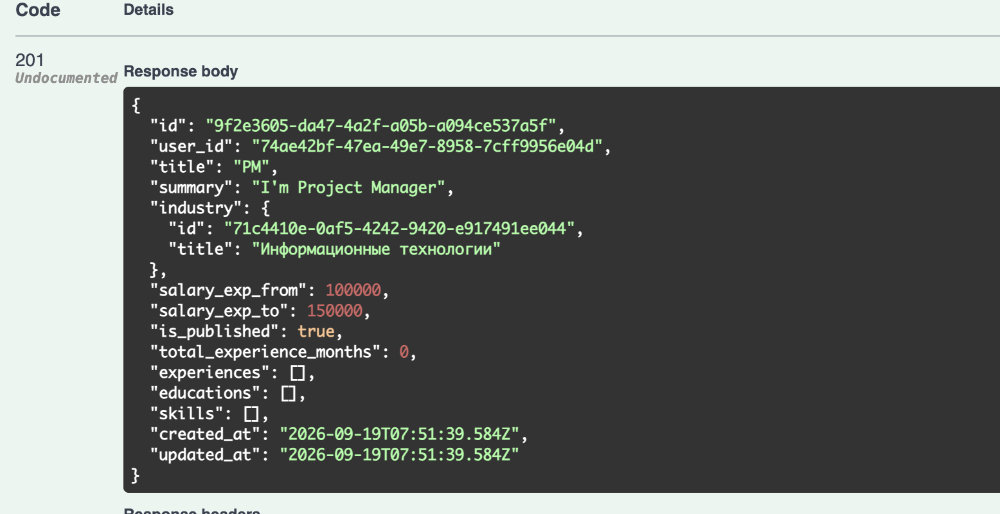 Code Details
201
Undocumented
Response body
{
  "id": "9f2e3605-da47-4a2f-a05b-a094ce537a5f",
  "user_id": "74ae42bf-47ea-49e7-8958-7cff9956e04d",
  "title": "PM",
  "summary": "I'm Project Manager",
  "industry": {
    "id": "71c4410e-0af5-4242-9420-e917491ee044",
    "title": "Информационные технологии"
  },
  "salary_exp_from": 100000,
  "salary_exp_to": 150000,
  "is_published": true,
  "total_experience_months": 0,
  "experiences": [],
  "educations": [],
  "skills": [],
  "created_at": "2026-09-19T07:51:39.584Z",
  "updated_at": "2026-09-19T07:51:39.584Z"
}
Response headers